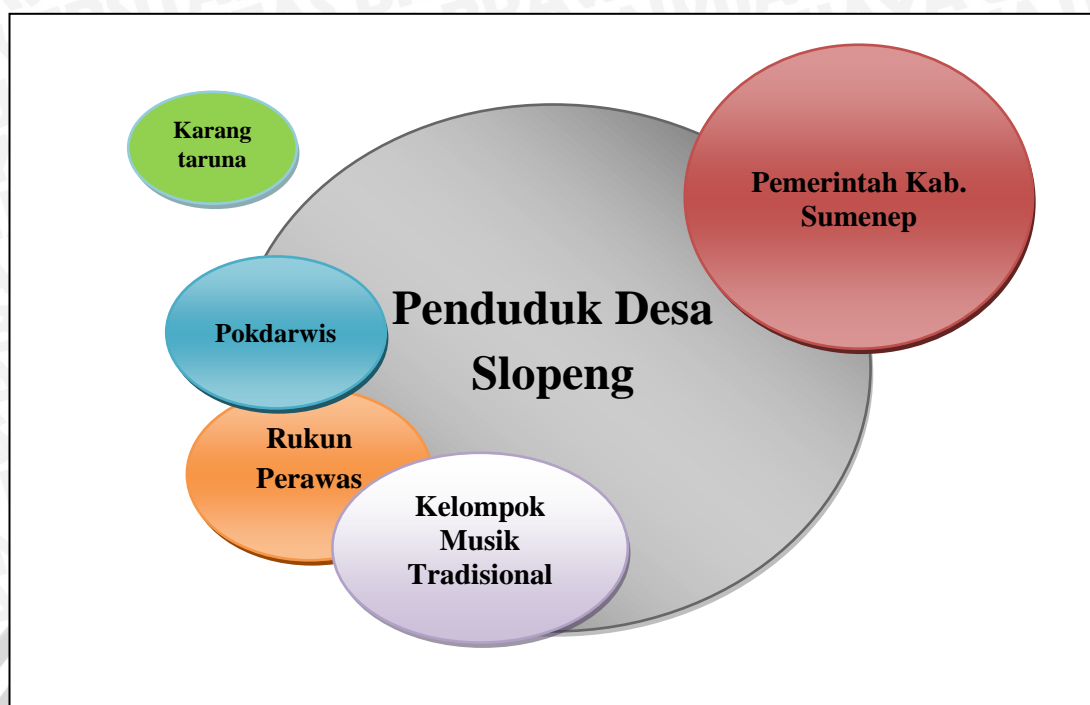 Karang
taruna
Pemerintah Kab.
Sumenep
Penduduk Desa
Slopeng
Pokdarwis
Rukun
Perawas
Kelompok
Musik
Tradisional